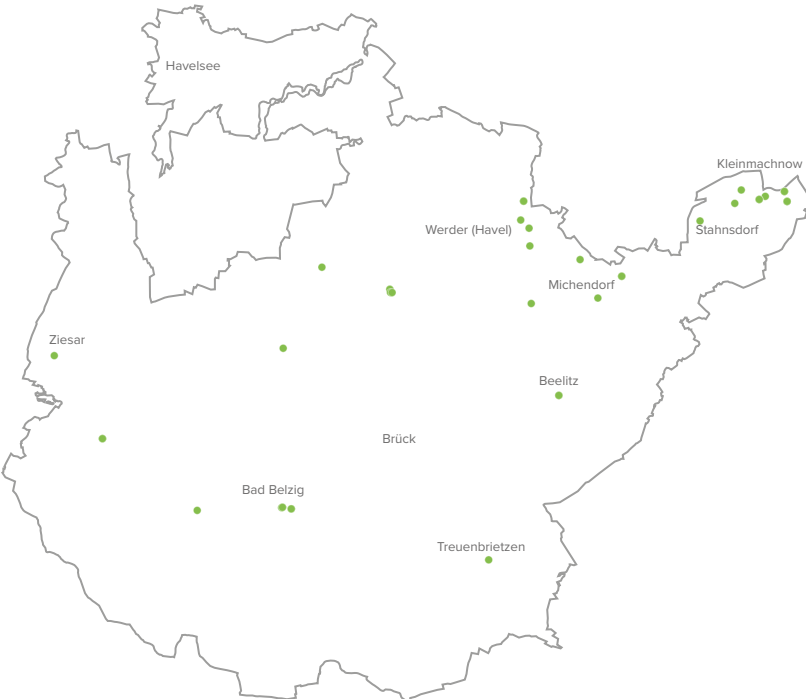 Havelsee
Kleinmachnow
Werder (Havel)
Stahnsdorf
Michendorf
Ziesar
Beelitz
Brück
Bad Belzig
Treuenbrietzen